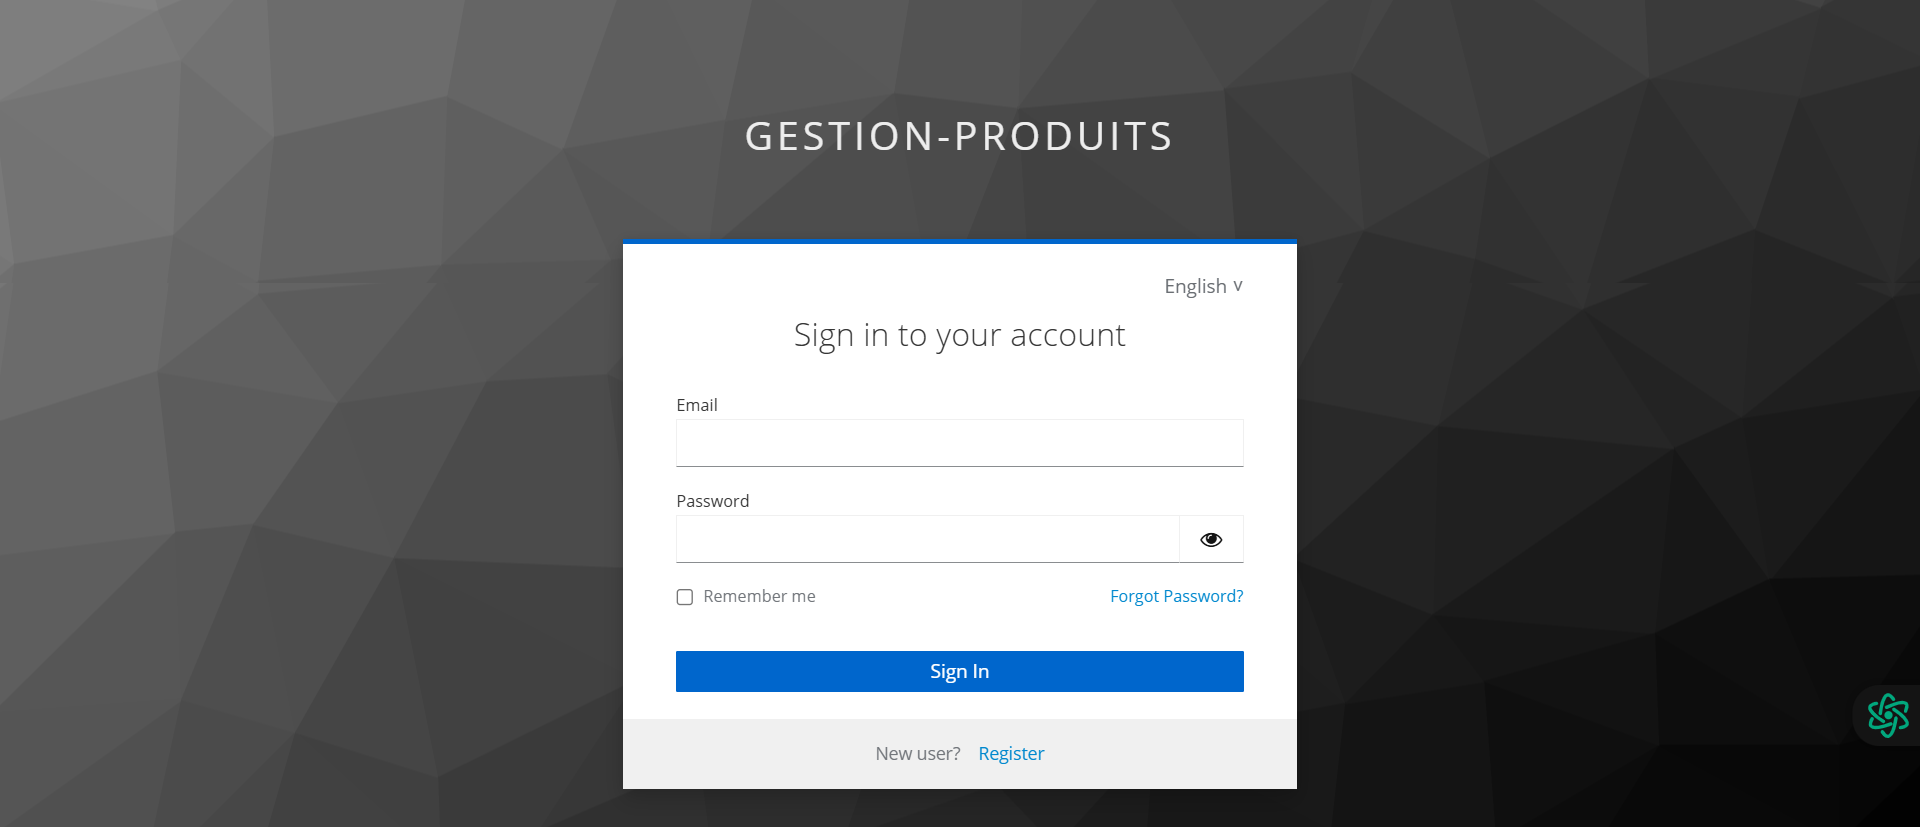 GESTION-PRODUITS
English v
Sign in to your account
Email
Password
Remember me Forgot Password?
Sign In
New user? Register